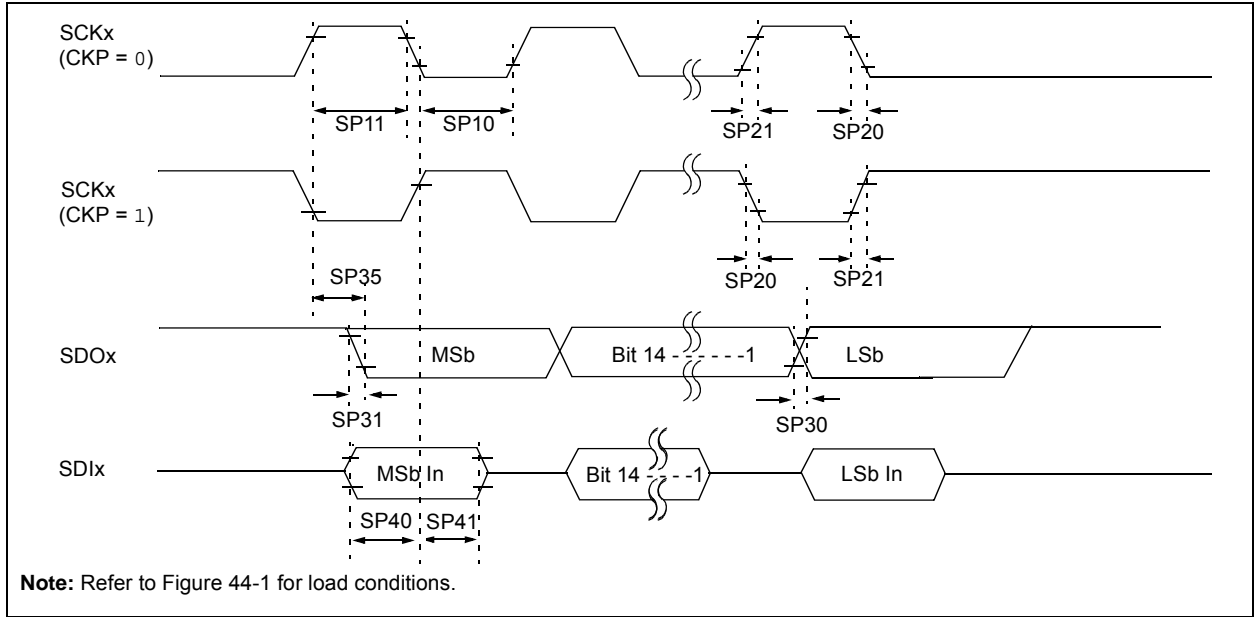 SCKx
(CKP = 0)
SP11
SP10
SP21
SP20
SCKx
(CKP = 1)
SP35
SP20
SP21
SDOx
MSb
Bit 14 - - - - - -1
LSb
SP31
SP30
SDIx
MSb In
Bit 14 - - - -1
LSb In
SP40
SP41
Note: Refer to Figure 44-1 for load conditions.